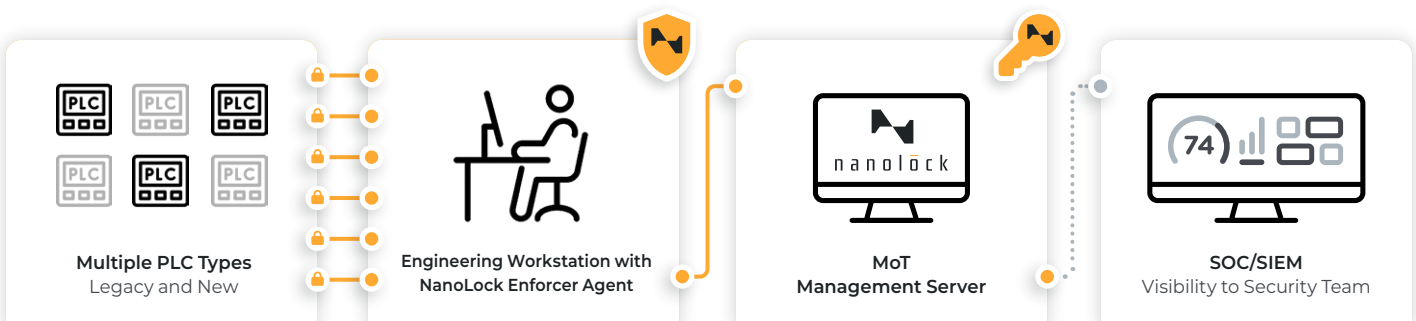 PLC PLC PLC
PLC PLC PLC
Multiple PLC Types
Legacy and New
Engineering Workstation with
NanoLock Enforcer Agent
nanolōck
MoT
Management Server
74
SOC/SIEM
Visibility to Security Team